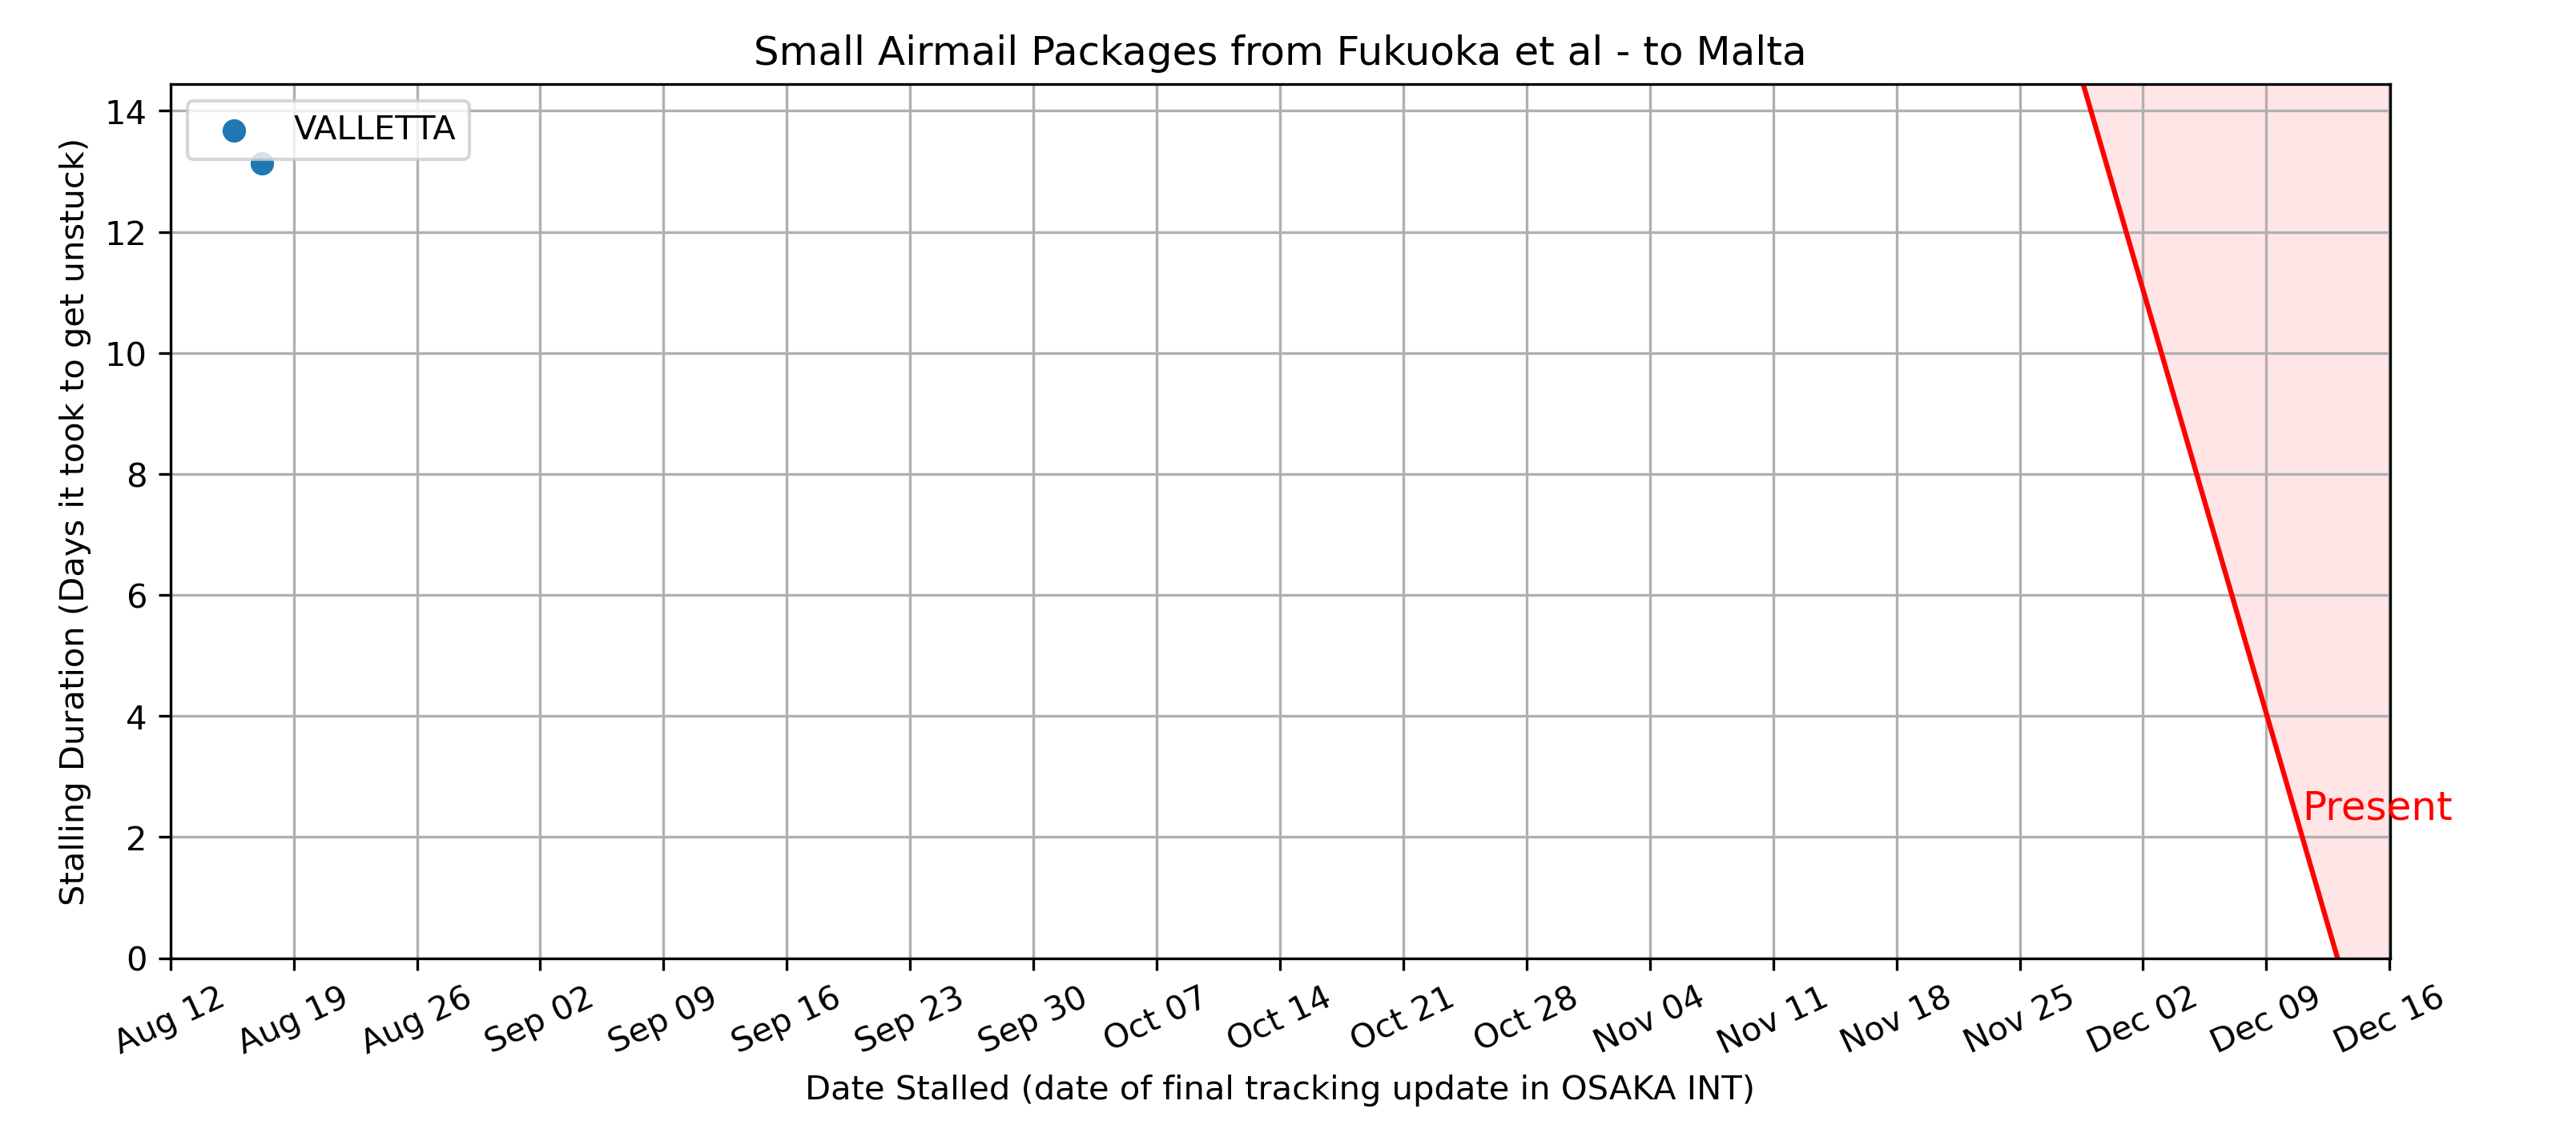 Small Airmail Packages from Fukuoka et al - to Malta
VALLETTA
Stalling Duration (Days it took to get unstuck)
14
12
10
8
6
4
2
0
Present
Aug 12
Aug 19
Aug 26
Sep 02
Sep 09
Sep 16
Sep 23
Sep 30
Oct 07
Oct 14
Oct 21
Oct 28
Nov 04
Nov 11
Nov 18
Nov 25
Dec 02
Dec 09
Dec 16
Date Stalled (date of final tracking update in OSAKA INT)